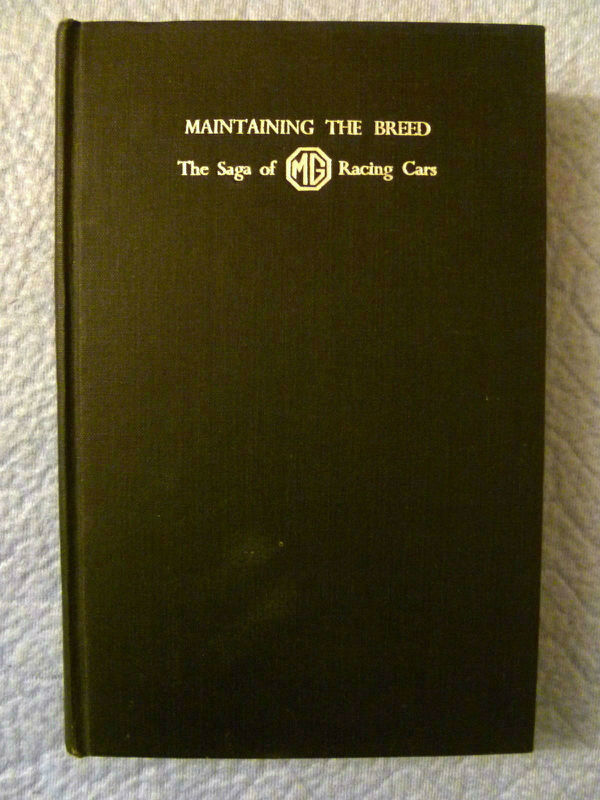 MAINTAINING THE BREED
The Saga of MG Racing Cars